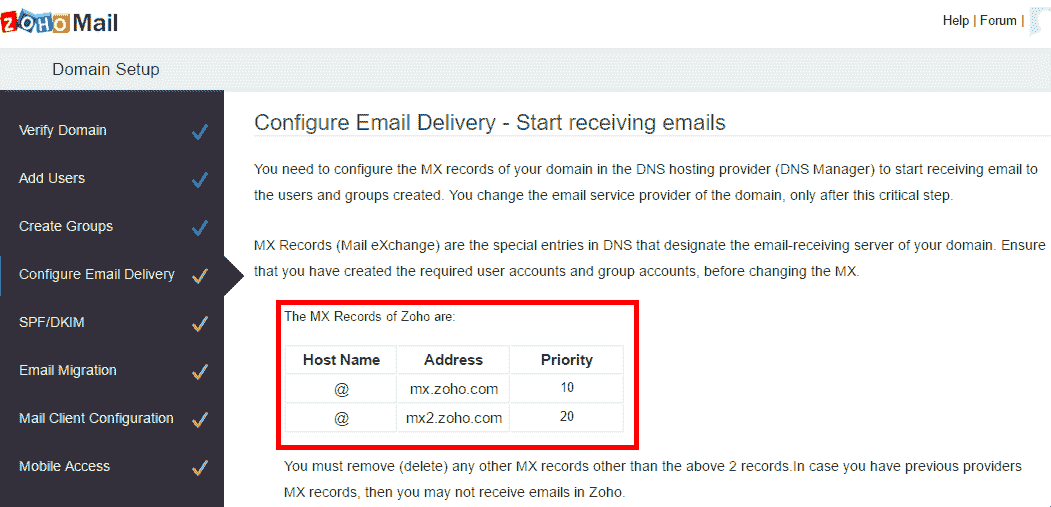 ZOHO Mail
Help | Forum |
Domain Setup
Verify Domain
Add Users
Create Groups
Configure Email Delivery
SPF/DKIM
Email Migration
Mail Client Configuration
Mobile Access
Configure Email Delivery - Start receiving emails
You need to configure the MX records of your domain in the DNS hosting provider (DNS Manager) to start receiving email to
the users and groups created. You change the email service provider of the domain, only after this critical step.
MX Records (Mail eXchange) are the special entries in DNS that designate the email-receiving server of your domain. Ensure
that you have created the required user accounts and group accounts, before changing the MX.
The MX Records of Zoho are:
Host Name Address Priority
@ mx.zoho.com 10
@ mx2.zoho.com 20
You must remove (delete) any other MX records other than the above 2 records.In case you have previous providers
MX records, then you may not receive emails in Zoho.